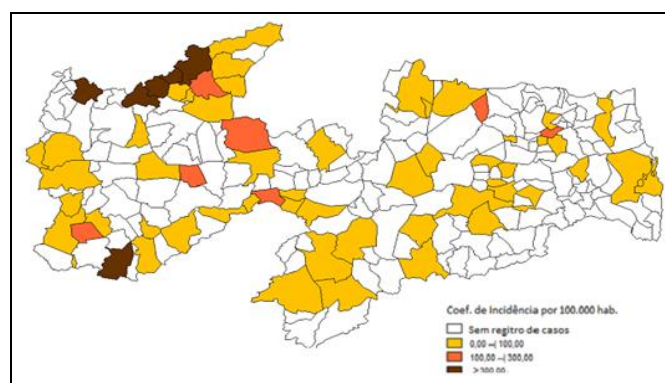 Coef. de Incidência por 100.000 hab.
Sem regitro de casos
0,00 --| 100,00
100,00 --| 300,00
> 300,00